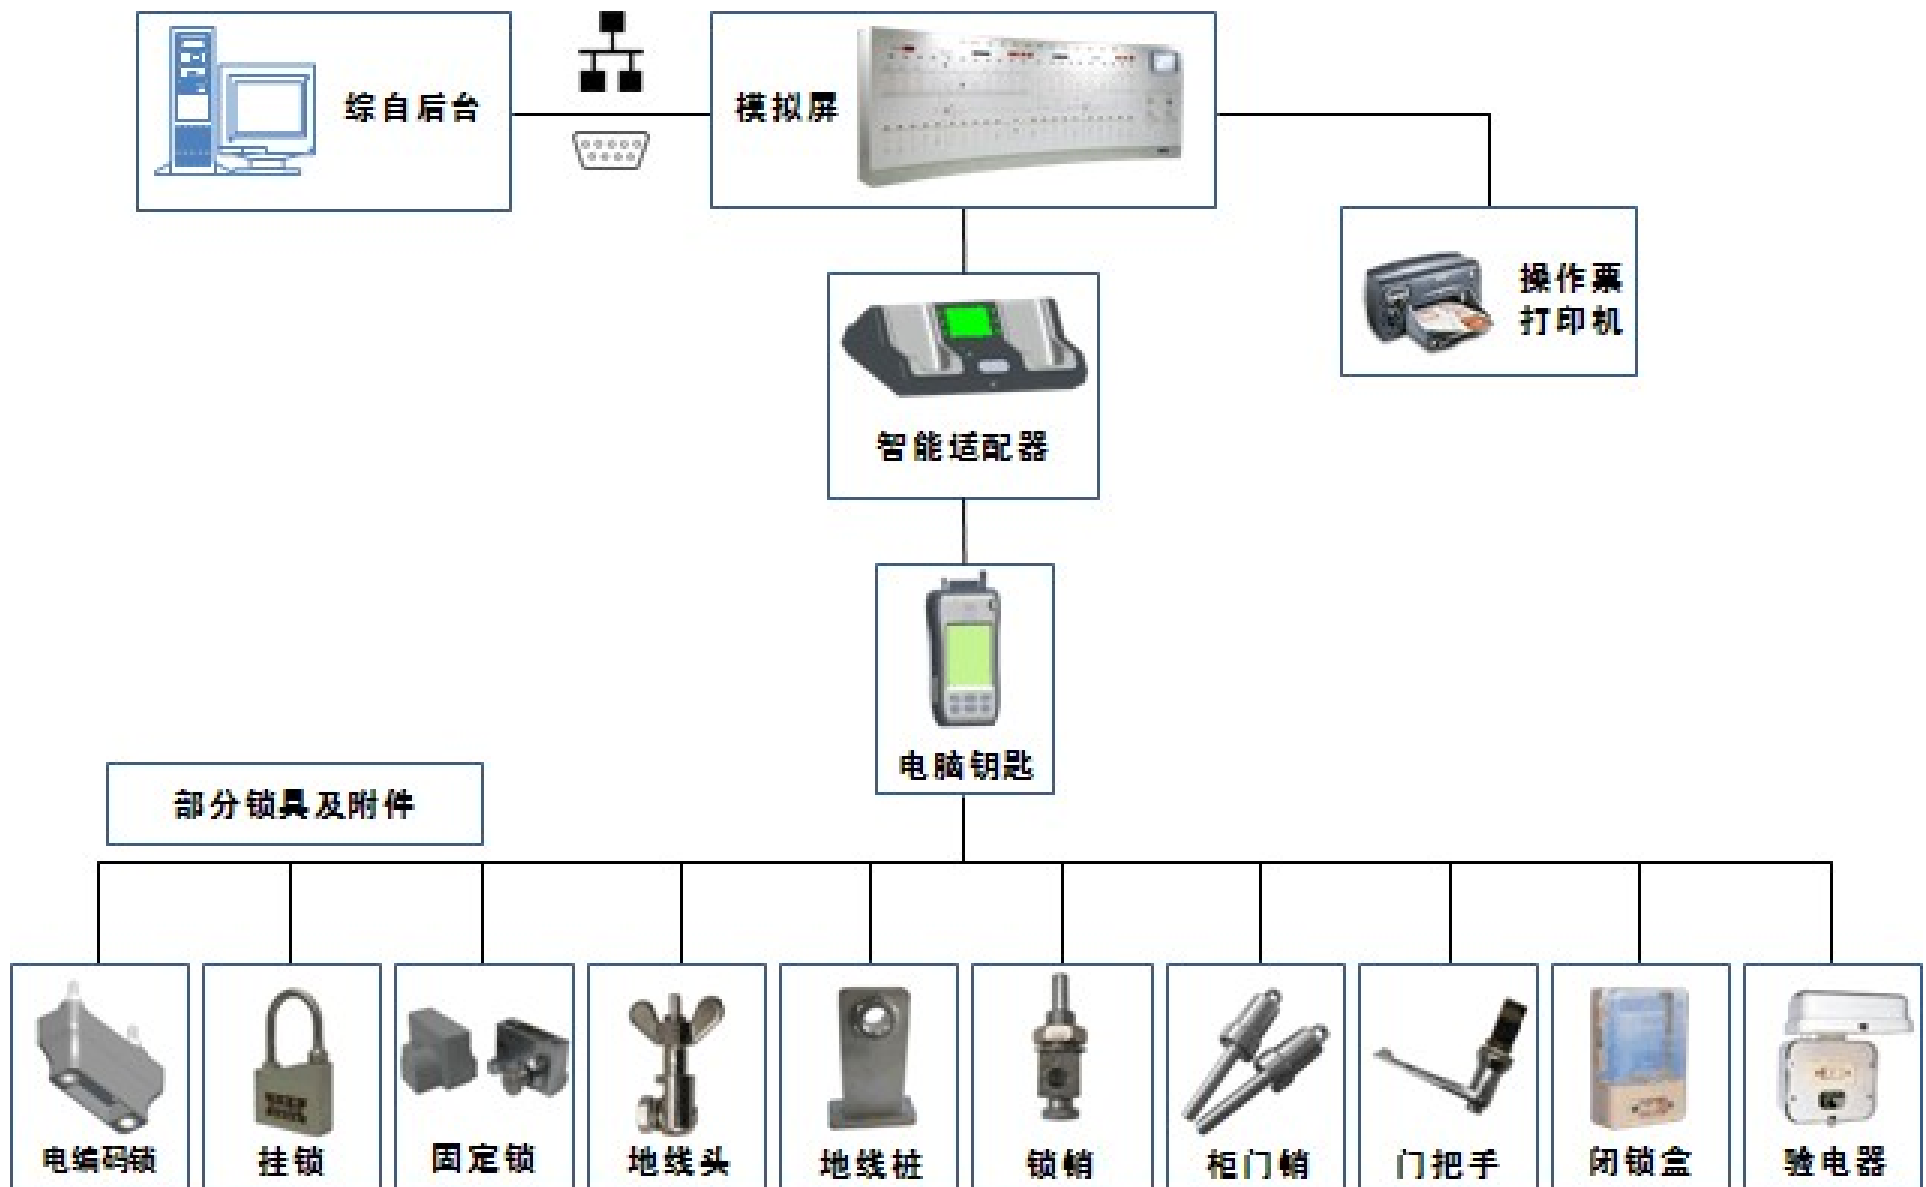 综自后台
模拟屏
操作票
打印机
智能适配器
电脑钥匙
部分锁具及附件
电编码锁
挂锁
固定锁
地线头
地线桩
锁销
柜门销
门把手
闭锁盒
验电器